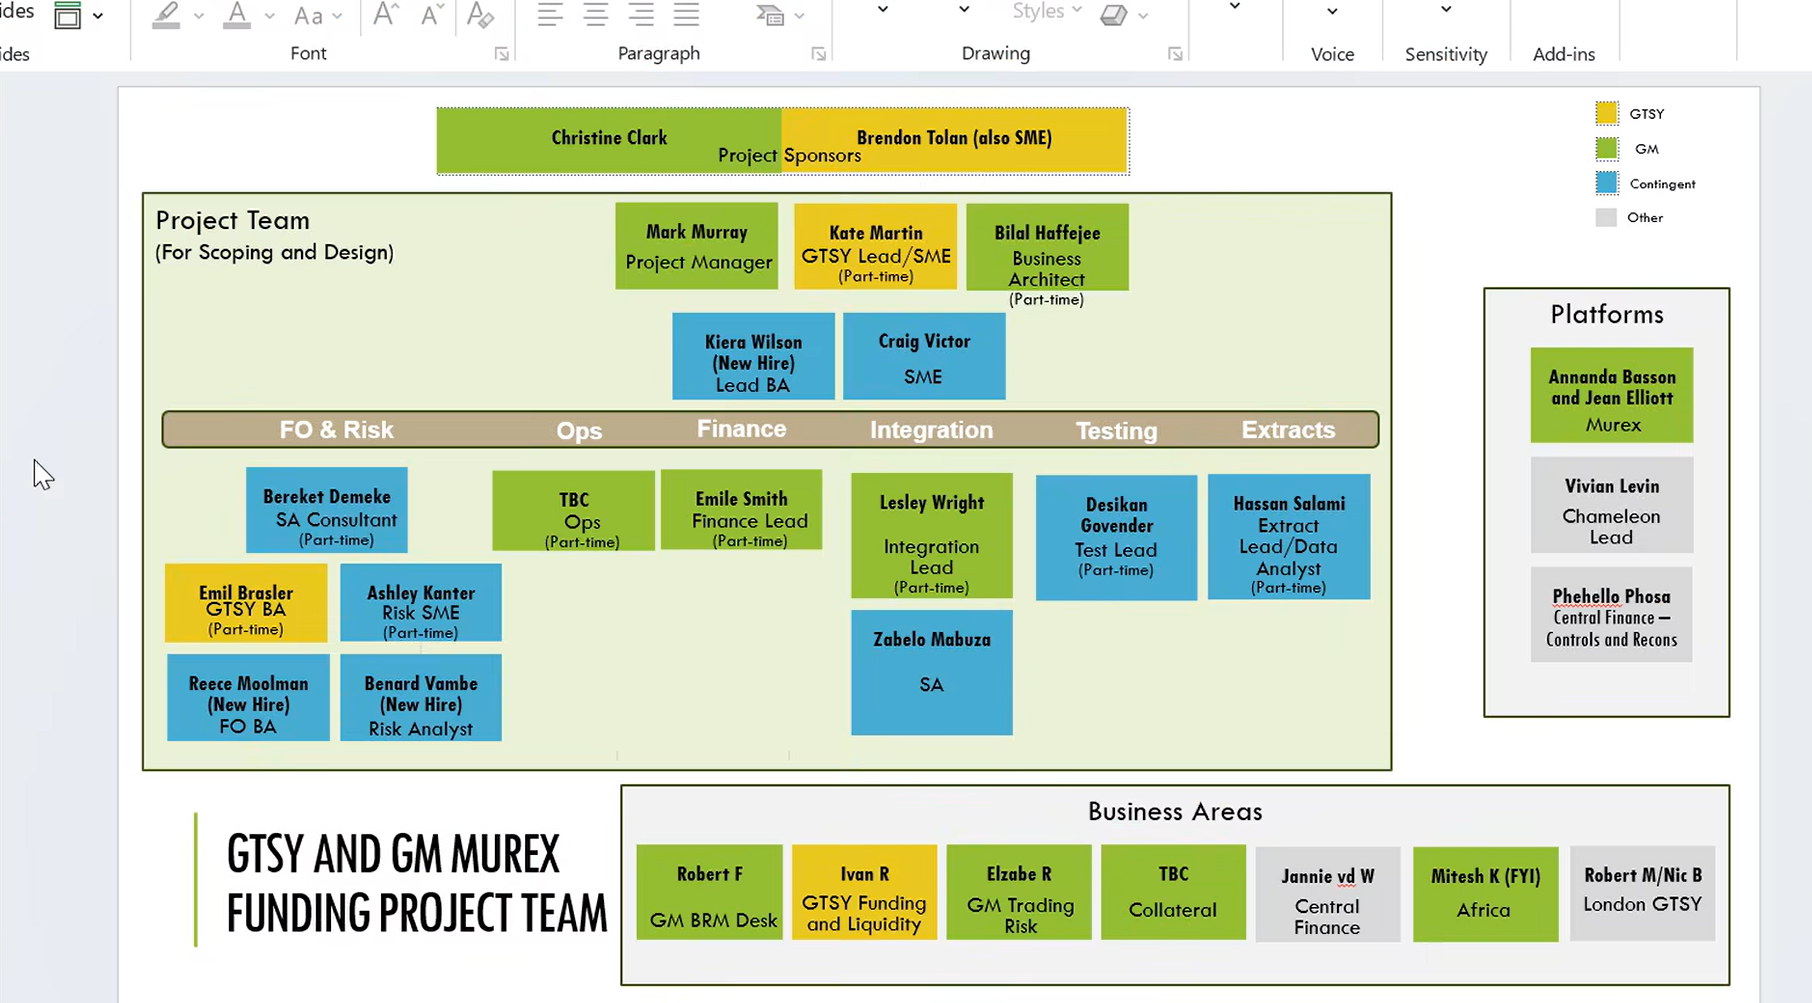 ides
Aa
A
A
A
A
Styles
ides
Font
Paragraph
Drawing
Voice
Sensitivity
Add-ins
Christine Clark
Brendon Tolan (also SME)
Project Sponsors
GTSY
GM
Contingent
Other
Project Team
(For Scoping and Design)
Mark Murray
Project Manager
Kate Martin
GTSY Lead/SME
(Part-time)
Bilal Haffejee
Business
Architect
(Part-time)
Kiera Wilson
(New Hire)
Lead BA
Craig Victor
SME
FO & Risk
Ops
Finance
Integration
Testing
Extracts
Bereket Demeke
SA Consultant
(Part-time)
Emil Brasler
GTSY BA
(Part-time)
Ashley Kanter
Risk SME
(Part-time)
Reece Moolman
(New Hire)
FO BA
Benard Vambe
(New Hire)
Risk Analyst
TBC
Ops
(Part-time)
Emile Smith
Finance Lead
(Part-time)
Lesley Wright
Integration
Lead
(Part-time)
Zabelo Mabuza
SA
Desikan
Govender
Test Lead
(Part-time)
Hassan Salami
Extract
Lead/Data
Analyst
(Part-time)
Platforms
Annanda Basson
and Jean Elliott
Murex
Vivian Levin
Chameleon
Lead
Phehello Phosa
Central Finance –
Controls and Recons
GTSY AND GM MUREX
FUNDING PROJECT TEAM
Business Areas
Robert F
GM BRM Desk
Ivan R
GTSY Funding
and Liquidity
Elzabe R
GM Trading
Risk
TBC
Collateral
Jannie vd W
Central
Finance
Mitesh K (FYI)
Africa
Robert M/Nic B
London GTSY